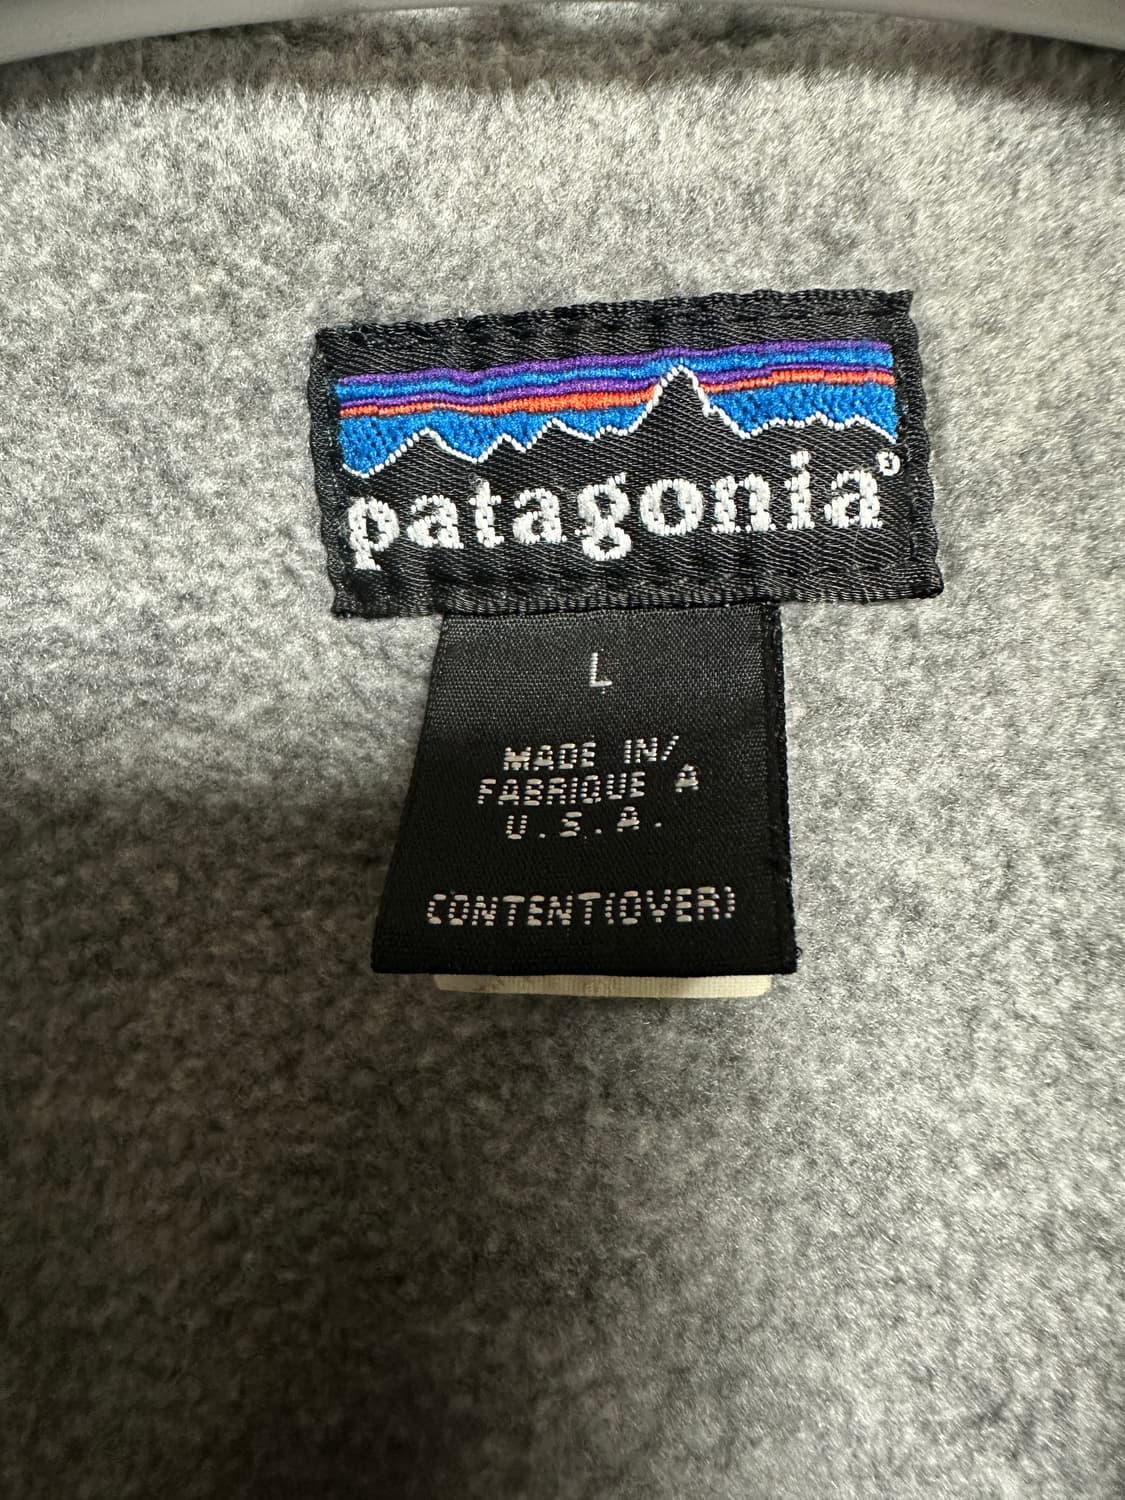 patagonia®
L
MADE IN/
FABRIQUE A
U.S.A.
CONTENT(OVER)